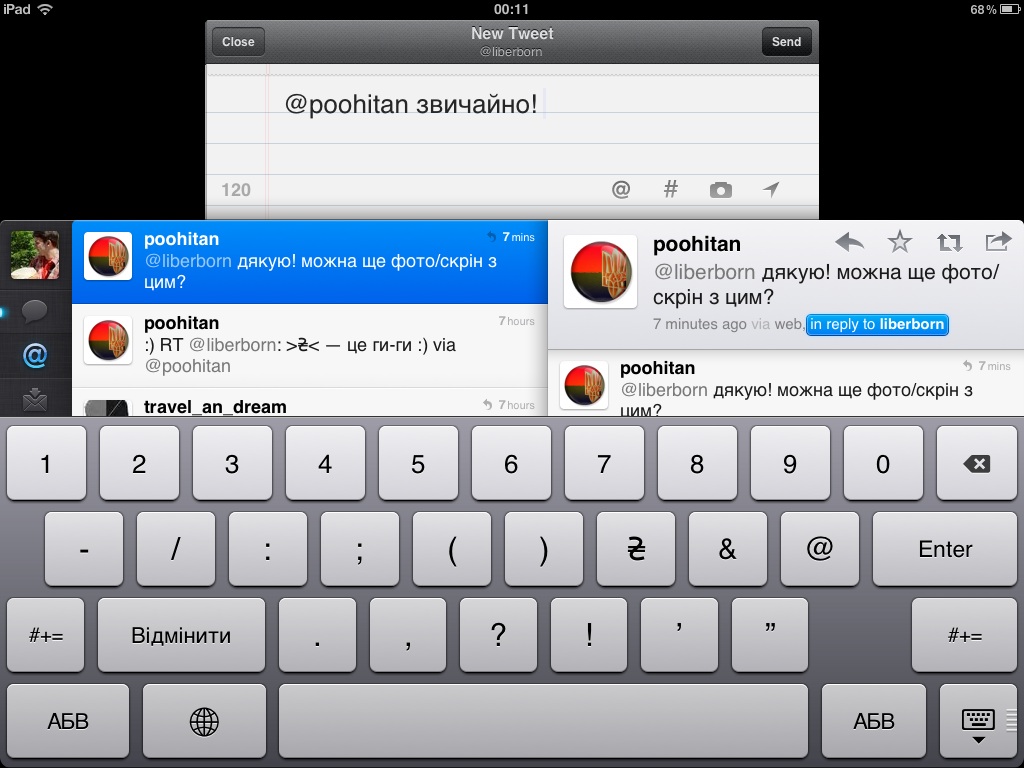 iPad 00:11 68%
Close New Tweet Send
@liberborn
@poohitan звичайно!
120 @ #
poohitan 7 mins
@liberborn дякую! можна ще фото/скрін з
цим?
poohitan 7 hours
:) RT @liberborn: >₴< — це ги-ги :) via
@poohitan
travel_an_dream 7 hours
@
poohitan
@liberborn дякую! можна ще фото/
скрін з цим?
7 minutes ago via web, in reply to liberborn
poohitan 7 mins
@liberborn дякую! можна ще фото/скрін з
цим?
1 2 3 4 5 6 7 8 9 0
- / : ; ( ) ₴ & @ Enter
#+= Відмінити . , ? ! ’ ” #+=
АБВ АБВ